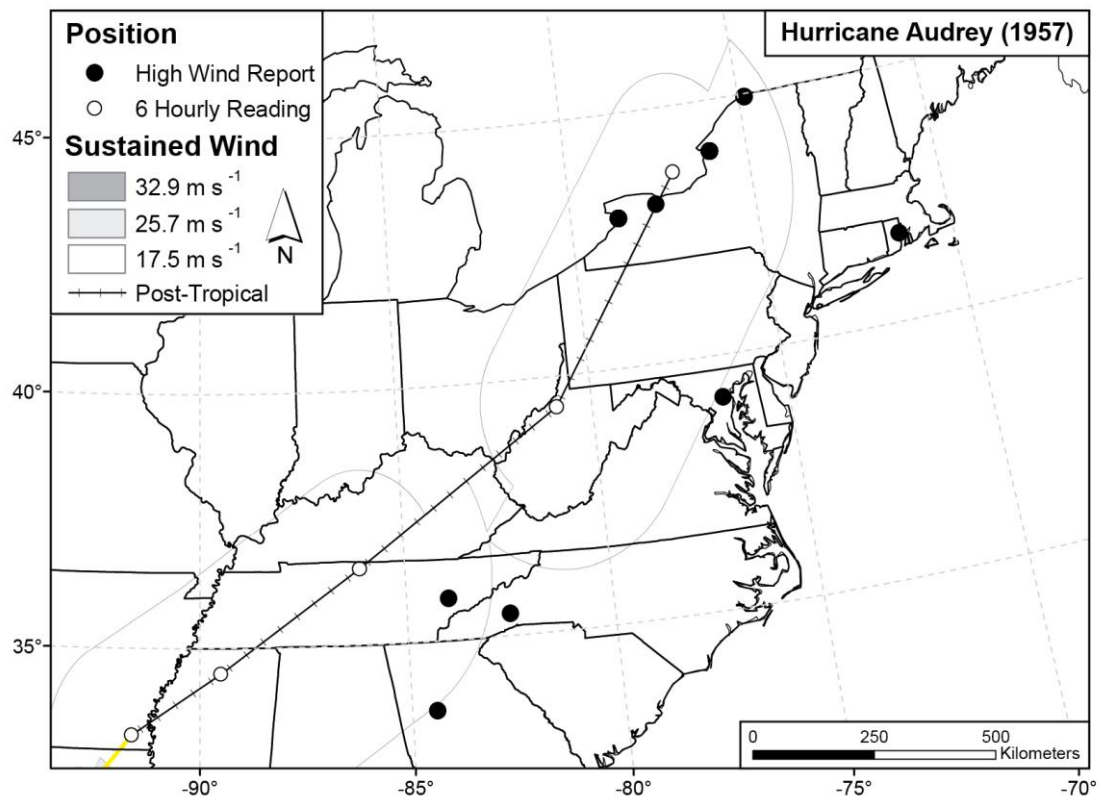 Hurricane Audrey (1957)
Position
High Wind Report
6 Hourly Reading
Sustained Wind
32.9 m s -1
25.7 m s -1
17.5 m s -1
N
Post-Tropical
45°
40°
35°
0 250 500
Kilometers
-90° -85° -80° -75° -70°